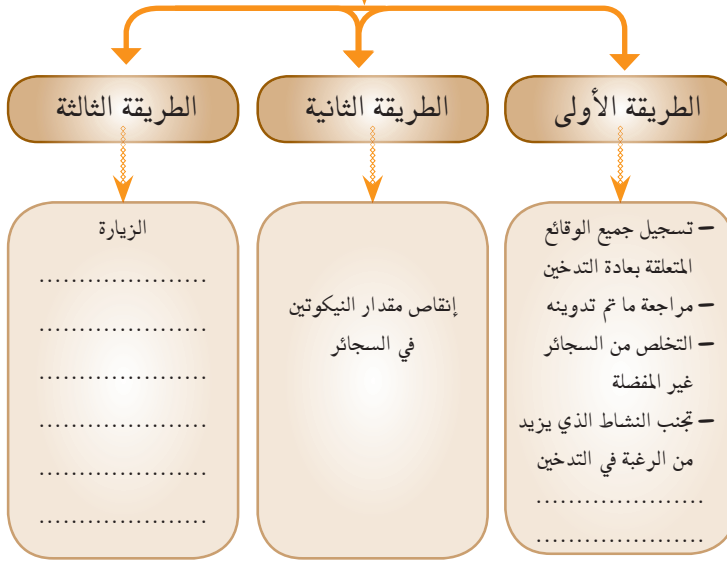 الطريقة الأولى
الطريقة الثانية
الطريقة الثالثة
– تسجيل جميع الوقائع
المتعلقة بعادة التدخين
– مراجعة ما تم تدوينه
– التخلص من السجائر
غير المفضلة
– تجنب النشاط الذي يزيد
من الرغبة في التدخين
......................
......................
إنقاص مقدار النيكوتين
في السجائر
الزيارة
......................
......................
......................
......................
......................
......................